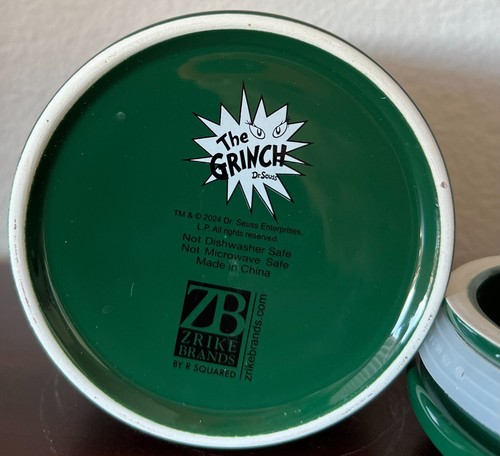 The
GRINCH
Dr. Seuss
TM & © 2024 Dr. Seuss Enterprises,
L.P. All rights reserved.
Not Dishwasher Safe
Not Microwave Safe
Made in China
ZB
ZRIKE
BRANDS
BY R SQUARED
zrikebrands.com